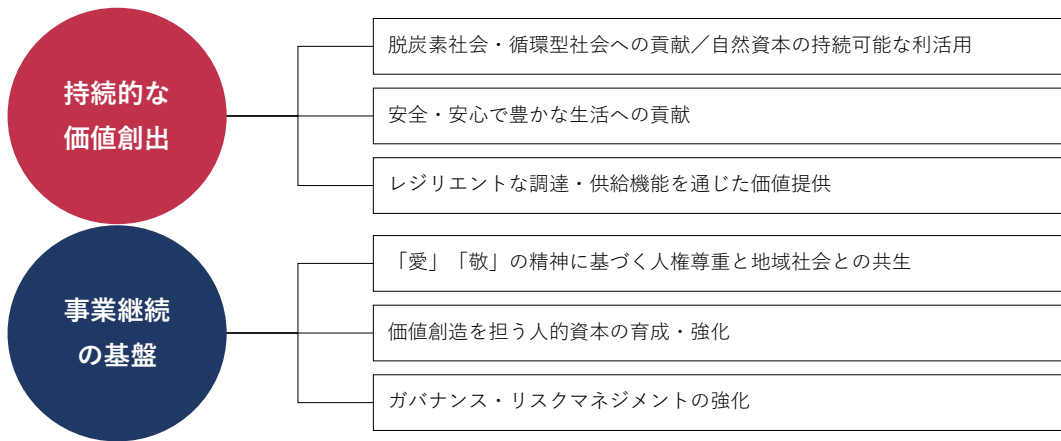 持続的な
価値創出
脱炭素社会・循環型社会への貢献／自然資本の持続可能な利活用
安全・安心で豊かな生活への貢献
レジリエントな調達・供給機能を通じた価値提供
事業継続
の基盤
「愛」「敬」の精神に基づく人権尊重と地域社会との共生
価値創造を担う人的資本の育成・強化
ガバナンス・リスクマネジメントの強化